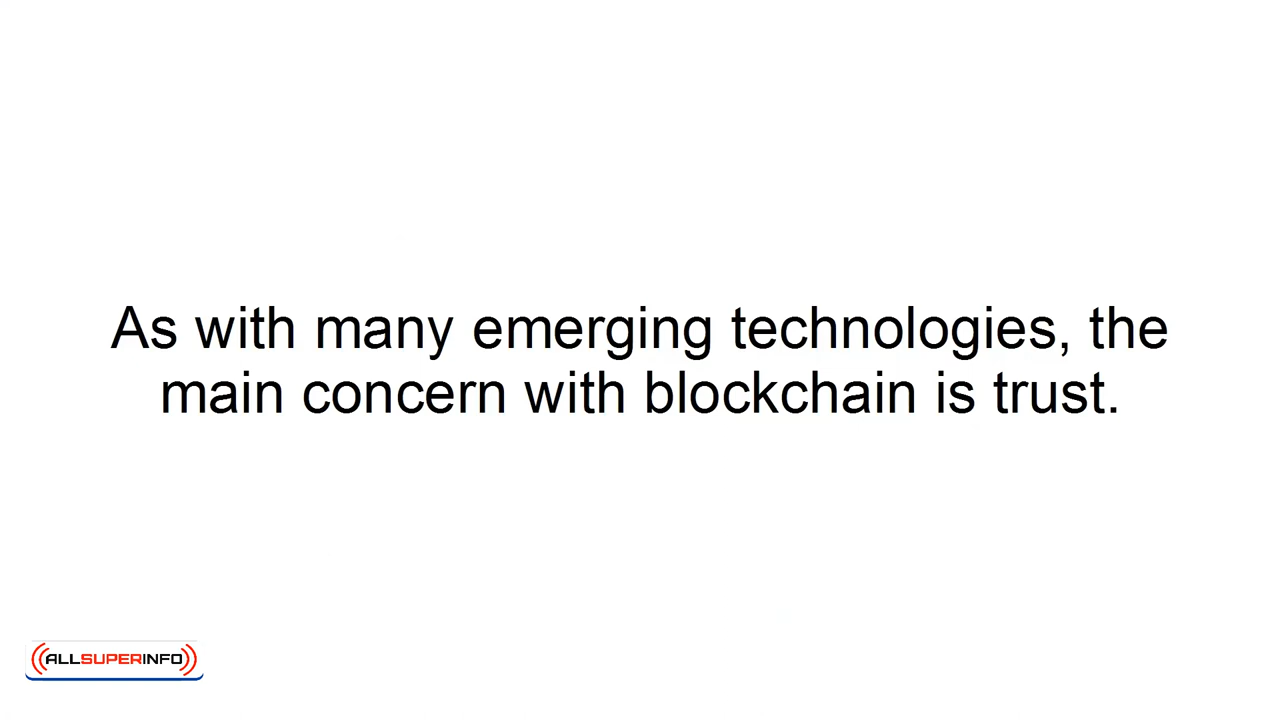 As with many emerging technologies, the
main concern with blockchain is trust.
ALLSUPERINFO